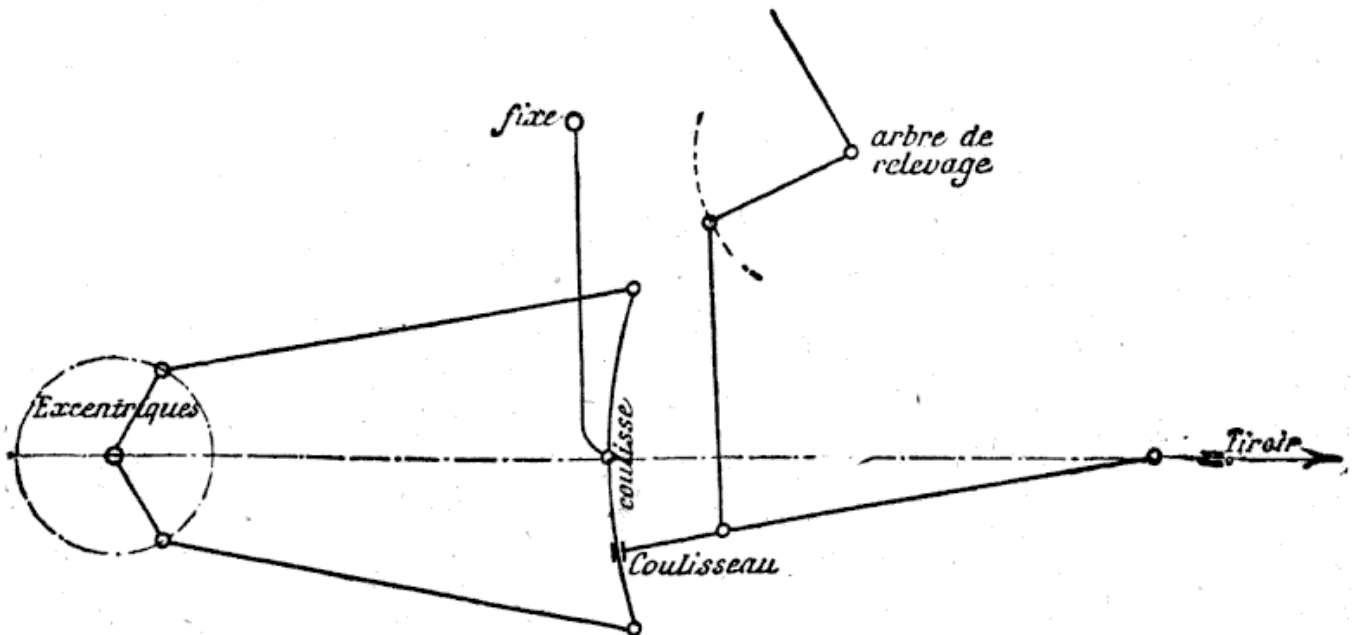 fixe
arbre de
relevage
Excentriques
coulisse
Tiroir
Coulisseau